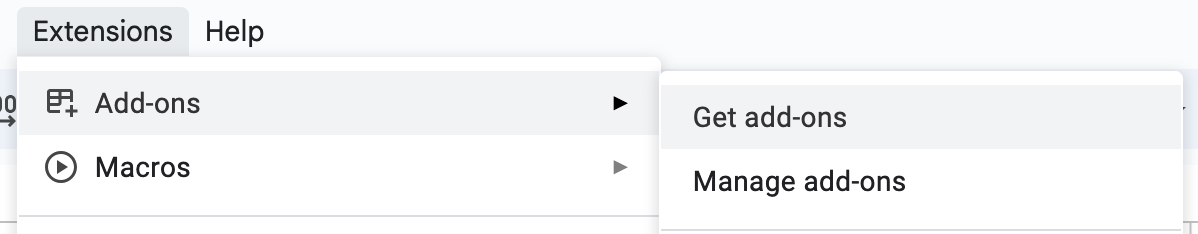 Extensions Help
Add-ons
Get add-ons
Macros
Manage add-ons